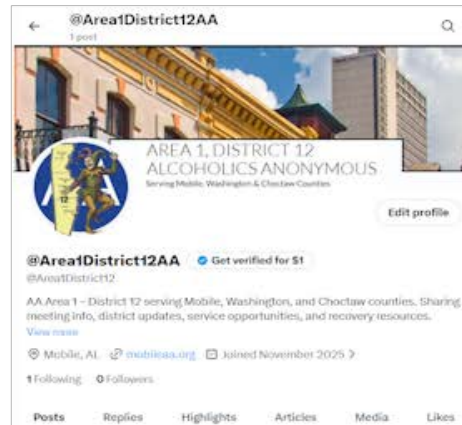 @Area1District12AA
1 post
AREA 1, DISTRICT 12
ALCOHOLICS ANONYMOUS
Serving Mobile, Washington & Choctaw Counties
12
Edit profile
@Area1District12AA Get verified for $1
@Area1District12
AA Area 1 – District 12 serving Mobile, Washington, and Choctaw counties. Sharing
meeting info, district updates, service opportunities, and recovery resources.
View more
Mobile, AL mobileaa.org Joined November 2025
1 Following 0 Followers
Posts Replies Highlights Articles Media Likes